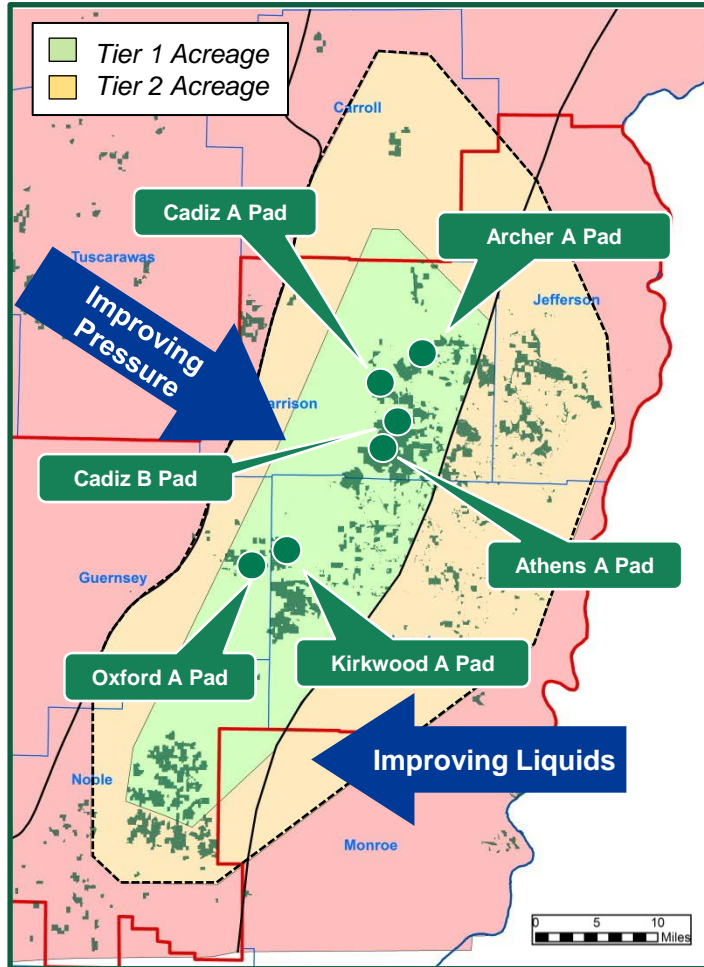 Tier 1 Acreage
Tier 2 Acreage
Carroll
Cadiz A Pad
Archer A Pad
Tuscarawas
Improving
Pressure
Jefferson
arrison
Cadiz B Pad
Guernsey
Athens A Pad
Oxford A Pad
Kirkwood A Pad
Improving Liquids
Noble
Monroe
0 5 10
Miles